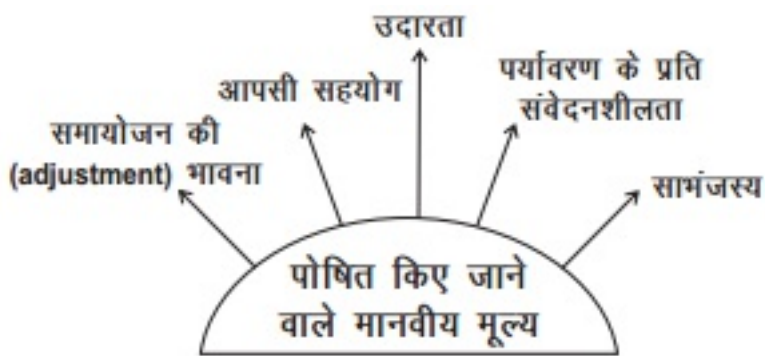 उदारता
पर्यावरण के प्रति
संवेदनशीलता
आपसी सहयोग
समायोजन की
(adjustment) भावना
साभंजस्य
पोषित किए जाने
वाले मानवीय मूल्य